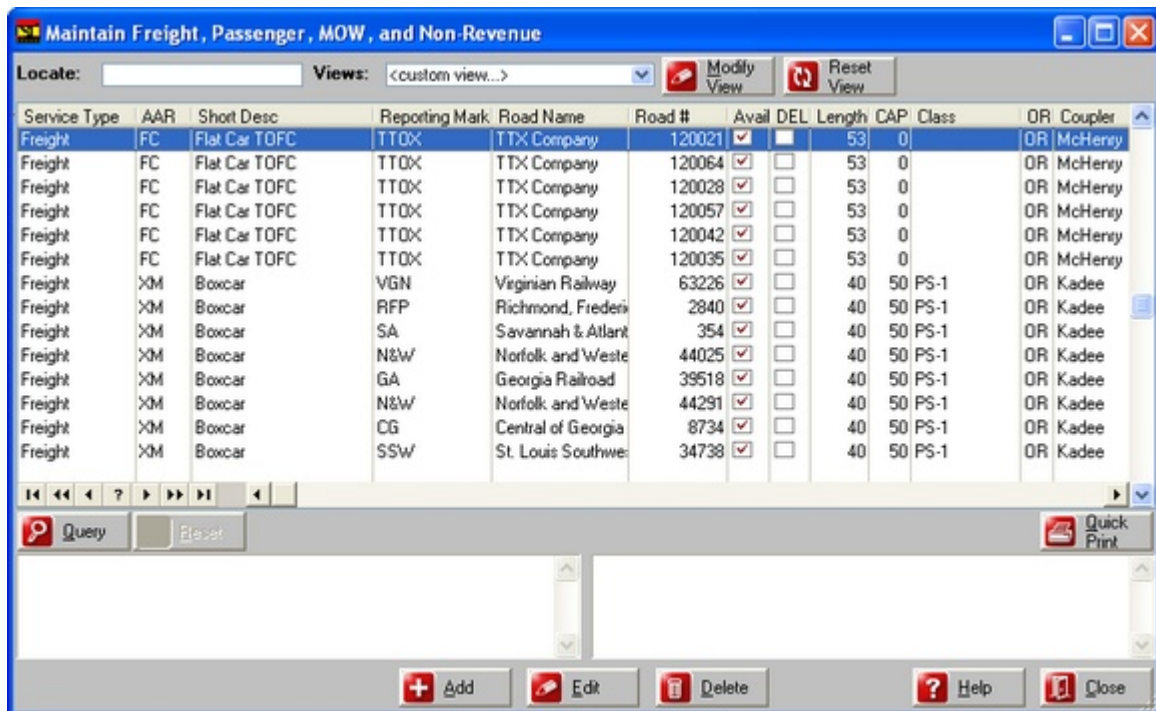 Maintain Freight, Passenger, MOW, and Non-Revenue
Locate: Views: <custom view...> Modify View Reset View
Service Type AAR Short Desc Reporting Mark Road Name Road # Avail DEL Length CAP Class OR Coupler
Freight FC Flat Car TOFC TTOX TTX Company 120021 53 0 OR McHenry
Freight FC Flat Car TOFC TTOX TTX Company 120064 53 0 OR McHenry
Freight FC Flat Car TOFC TTOX TTX Company 120028 53 0 OR McHenry
Freight FC Flat Car TOFC TTOX TTX Company 120057 53 0 OR McHenry
Freight FC Flat Car TOFC TTOX TTX Company 120042 53 0 OR McHenry
Freight FC Flat Car TOFC TTOX TTX Company 120035 53 0 OR McHenry
Freight XM Boxcar VGN Virginian Railway 63226 40 50 PS-1 OR Kadee
Freight XM Boxcar RFP Richmond, Frederi 2840 40 50 PS-1 OR Kadee
Freight XM Boxcar SA Savannah & Atlant 354 40 50 PS-1 OR Kadee
Freight XM Boxcar N&W Norfolk and Weste 44025 40 50 PS-1 OR Kadee
Freight XM Boxcar GA Georgia Railroad 39518 40 50 PS-1 OR Kadee
Freight XM Boxcar N&W Norfolk and Weste 44291 40 50 PS-1 OR Kadee
Freight XM Boxcar CG Central of Georgia 8734 40 50 PS-1 OR Kadee
Freight XM Boxcar SSW St. Louis Southwe 34738 40 50 PS-1 OR Kadee
?
Query Reset Quick Print
Add Edit Delete ? Help Close